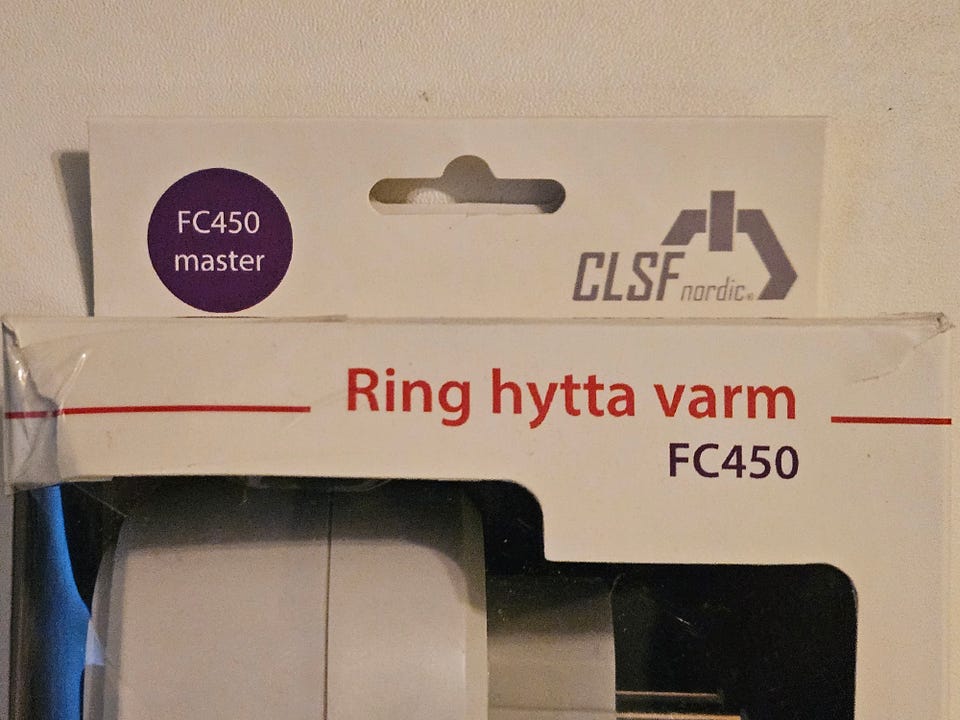 FC450
master
CLSF nordic®
Ring hytta varm
FC450